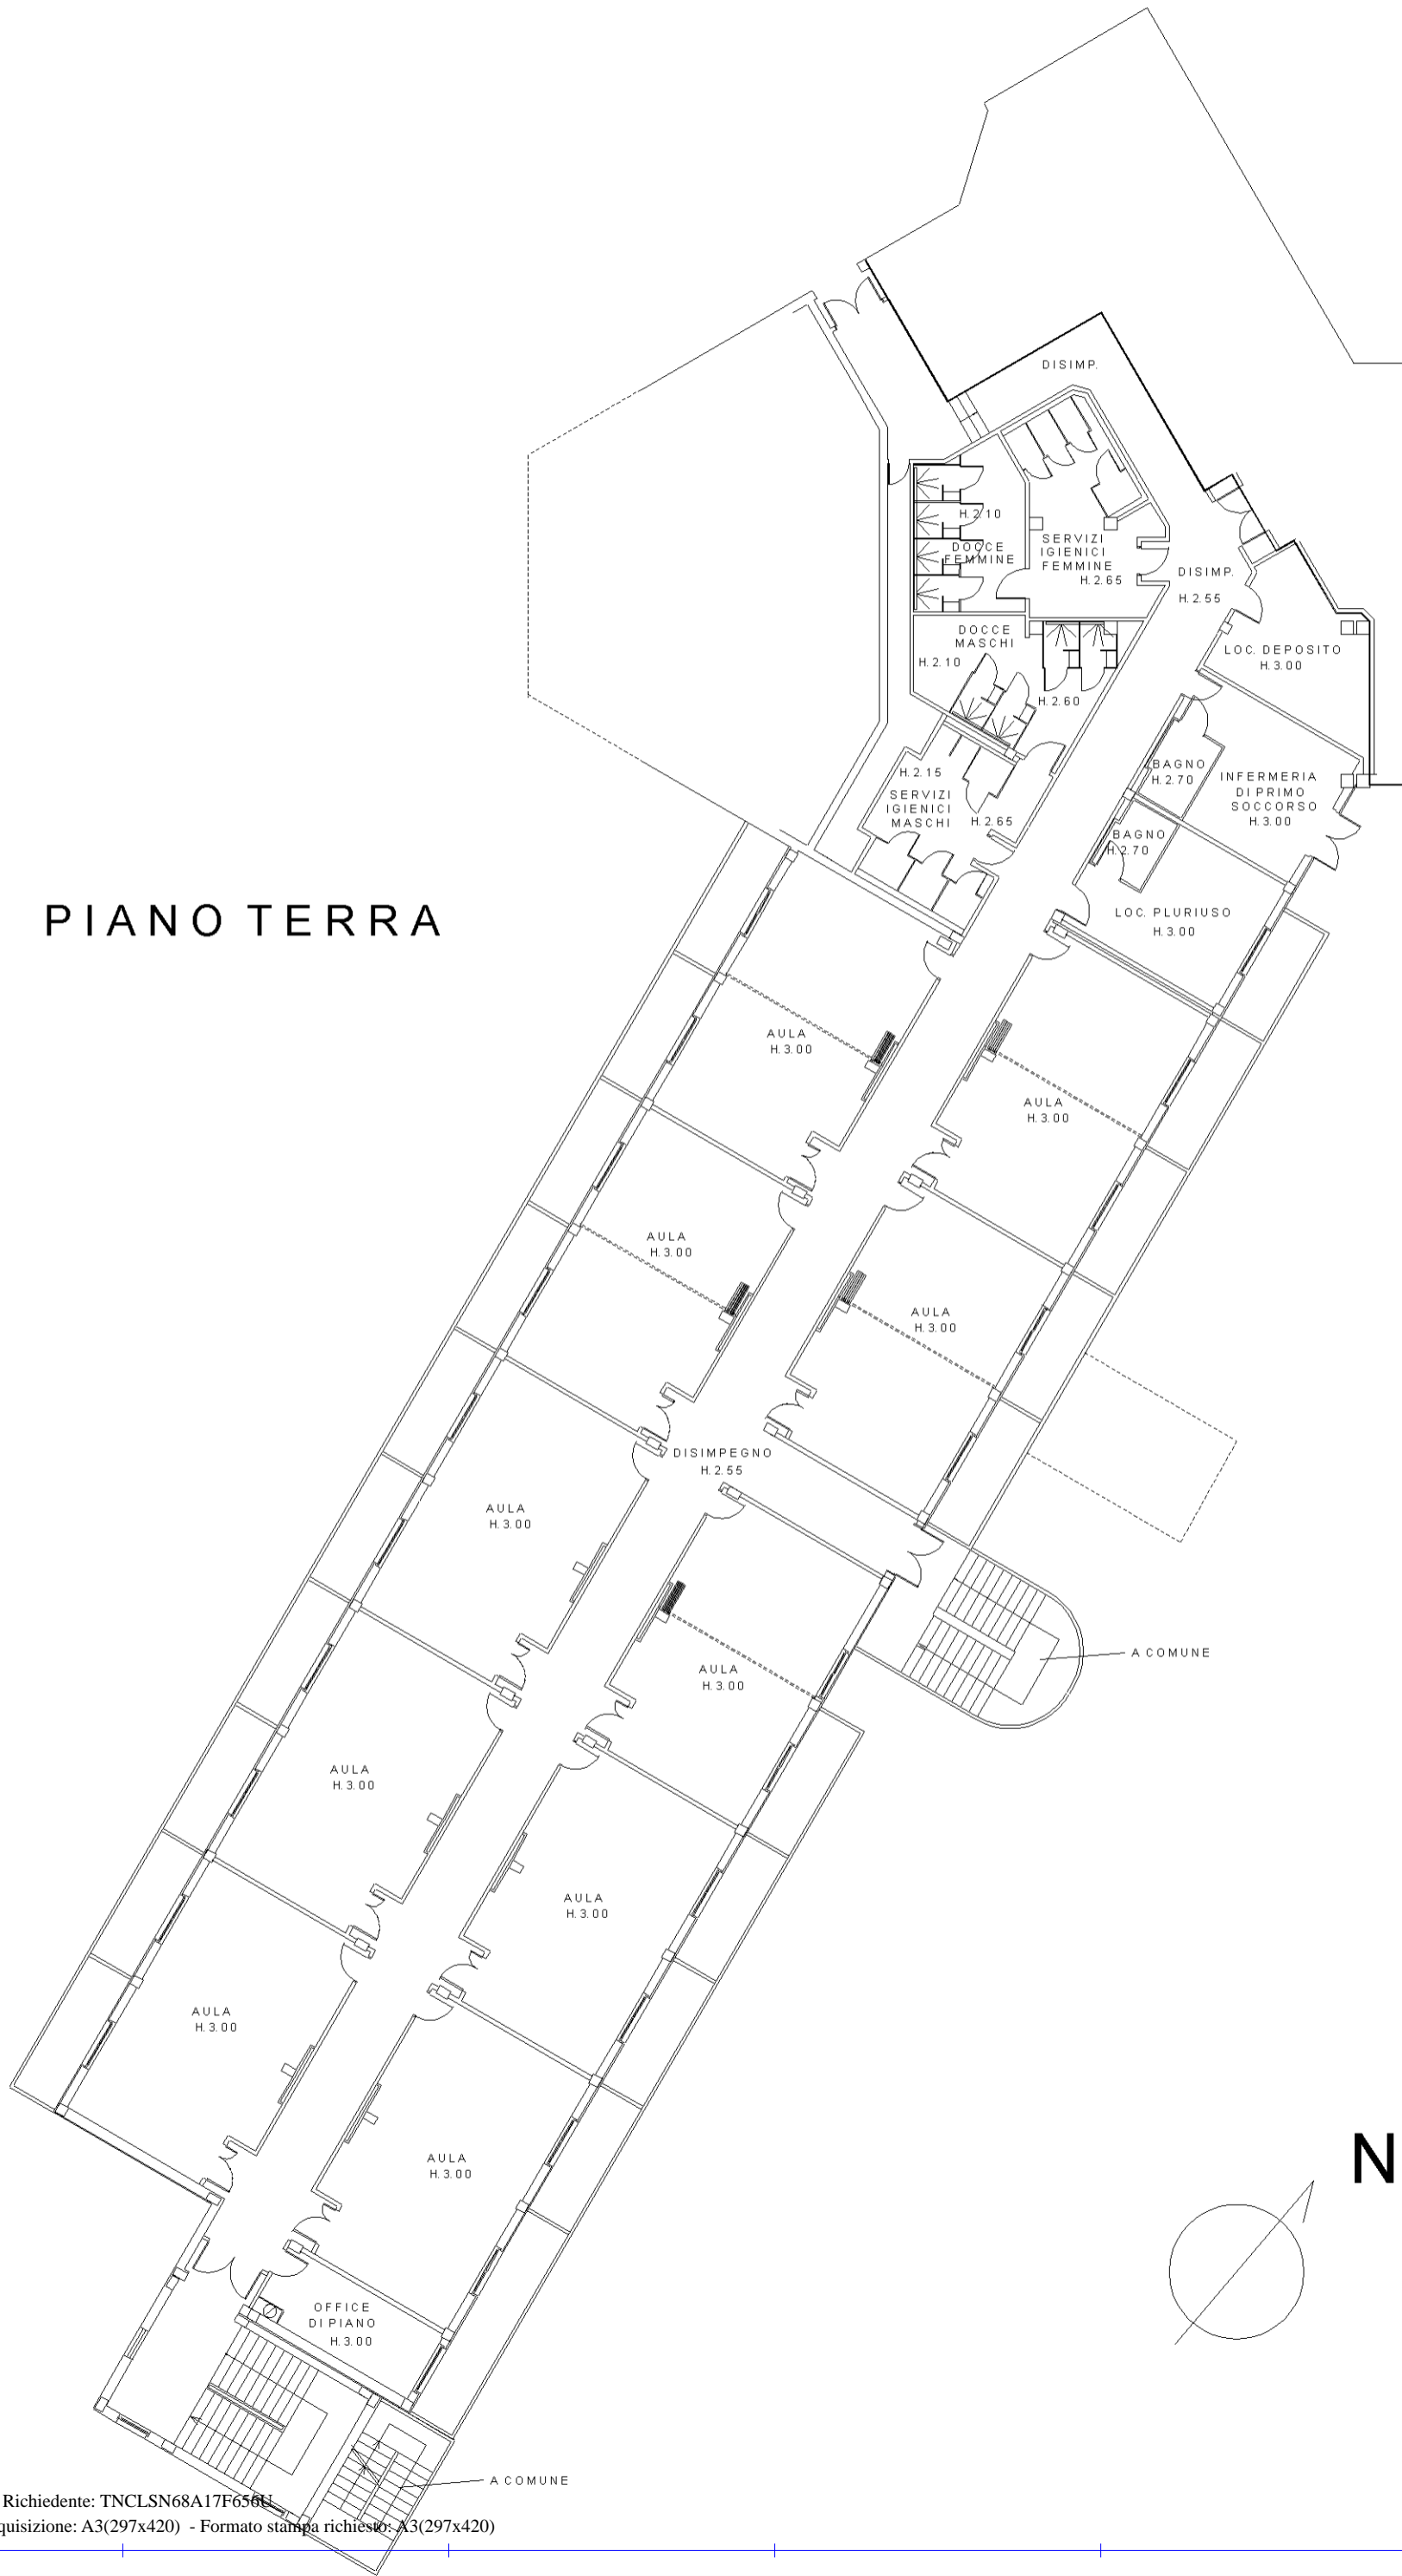 DISIMP.
H.2.10
DOCCE
FEMMINE
SERVIZI
IGIENICI
FEMMINE
H.2.65
DISIMP.
H.2.55
DOCCE
MASCHI
H.2.10
H.2.60
LOC. DEPOSITO
H.3.00
H.2.15
SERVIZI
IGIENICI
MASCHI
H.2.65
BAGNO
H.2.70
INFERMERIA
DI PRIMO
SOCCORSO
H.3.00
BAGNO
H.2.70
PIANO TERRA
LOC. PLURIUSO
H.3.00
AULA
H.3.00
AULA
H.3.00
AULA
H.3.00
AULA
H.3.00
DISIMPEGNO
H.2.55
AULA
H.3.00
AULA
H.3.00
A COMUNE
AULA
H.3.00
AULA
H.3.00
AULA
H.3.00
AULA
H.3.00
N
OFFICE
DI PIANO
H.3.00
A COMUNE
Richiedente: TNCLSN68A17F656U
quisizione: A3(297x420) - Formato stampa richiesto: A3(297x420)